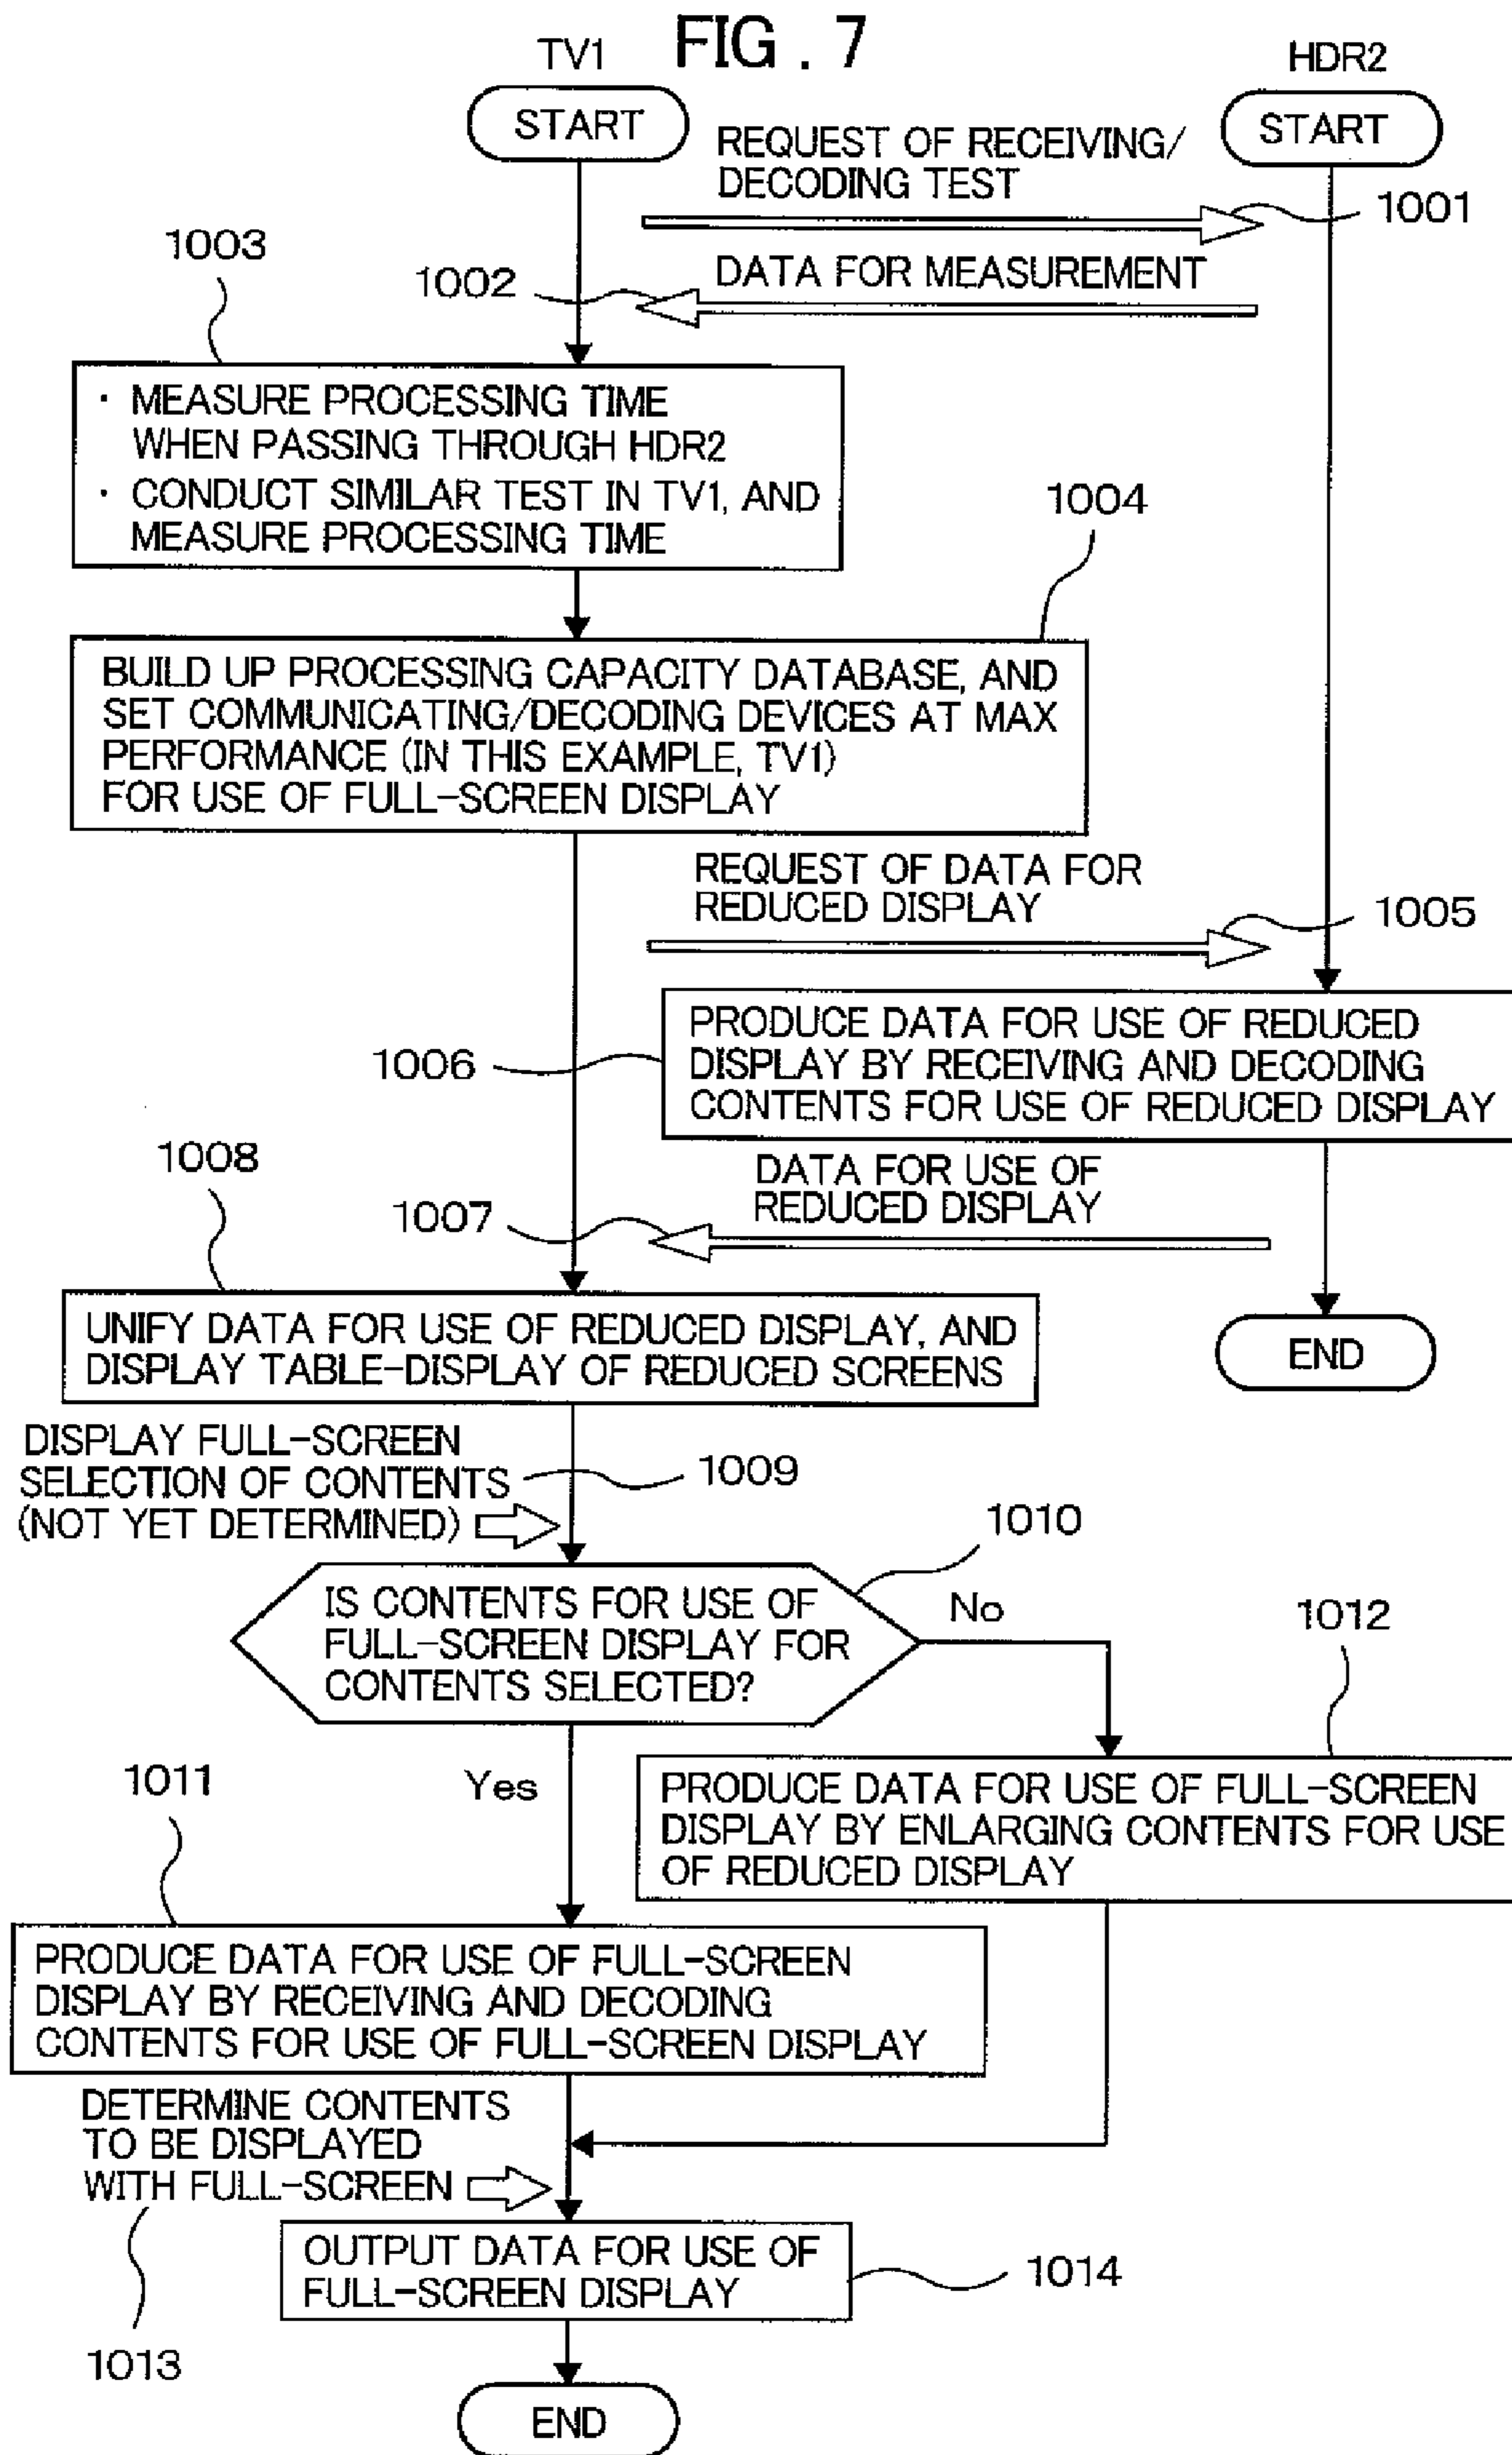 FIG . 7
TV1
HDR2
START
START
REQUEST OF RECEIVING/
DECODING TEST
1001
1003
1002
DATA FOR MEASUREMENT
· MEASURE PROCESSING TIME
WHEN PASSING THROUGH HDR2
· CONDUCT SIMILAR TEST IN TV1, AND
MEASURE PROCESSING TIME
1004
BUILD UP PROCESSING CAPACITY DATABASE, AND
SET COMMUNICATING/DECODING DEVICES AT MAX
PERFORMANCE (IN THIS EXAMPLE, TV1)
FOR USE OF FULL-SCREEN DISPLAY
REQUEST OF DATA FOR
REDUCED DISPLAY
1005
1006
PRODUCE DATA FOR USE OF REDUCED
DISPLAY BY RECEIVING AND DECODING
CONTENTS FOR USE OF REDUCED DISPLAY
1008
DATA FOR USE OF
REDUCED DISPLAY
1007
UNIFY DATA FOR USE OF REDUCED DISPLAY, AND
DISPLAY TABLE-DISPLAY OF REDUCED SCREENS
END
DISPLAY FULL-SCREEN
SELECTION OF CONTENTS
(NOT YET DETERMINED)
1009
1010
IS CONTENTS FOR USE OF
FULL-SCREEN DISPLAY FOR
CONTENTS SELECTED?
No
1012
Yes
1011
PRODUCE DATA FOR USE OF FULL-SCREEN
DISPLAY BY ENLARGING CONTENTS FOR USE
OF REDUCED DISPLAY
PRODUCE DATA FOR USE OF FULL-SCREEN
DISPLAY BY RECEIVING AND DECODING
CONTENTS FOR USE OF FULL-SCREEN DISPLAY
DETERMINE CONTENTS
TO BE DISPLAYED
WITH FULL-SCREEN
1013
OUTPUT DATA FOR USE OF
FULL-SCREEN DISPLAY
1014
END